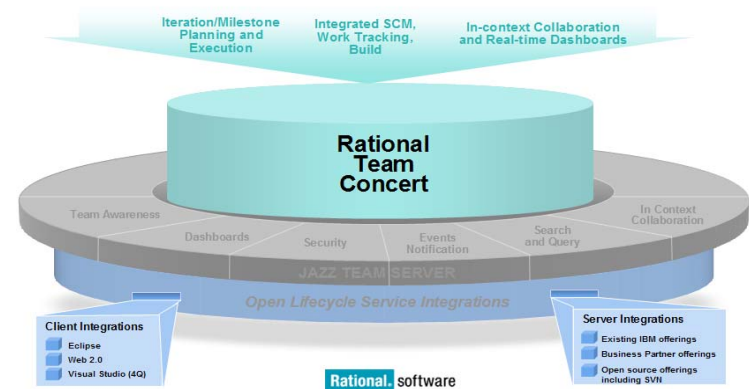 Iteration/Milestone
Planning and
Execution
Integrated SCM,
Work Tracking,
Build
In-context Collaboration
and Real-time Dashboards
Rational
Team
Concert
Team Awareness
Dashboards
Security
Events
Notification
Search
and Query
In Context
Collaboration
JAZZ TEAM SERVER
Open Lifecycle Service Integrations
Client Integrations
Eclipse
Web 2.0
Visual Studio (4Q)
Server Integrations
Existing IBM offerings
Business Partner offerings
Open source offerings
including SVN
Rational. software